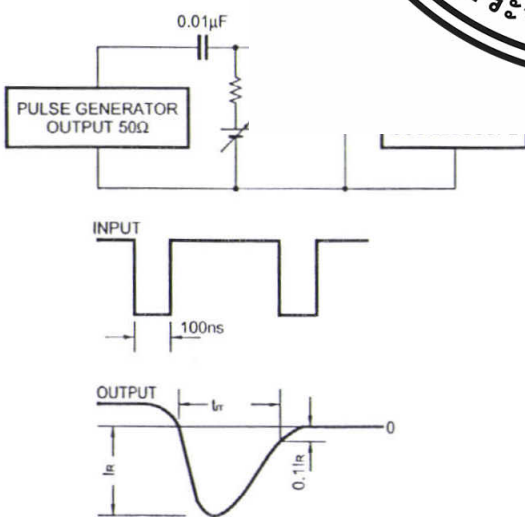 0.01μF
PULSE GENERATOR
OUTPUT 50Ω
INPUT
100ns
OUTPUT
trr
0
IR
0.1IR